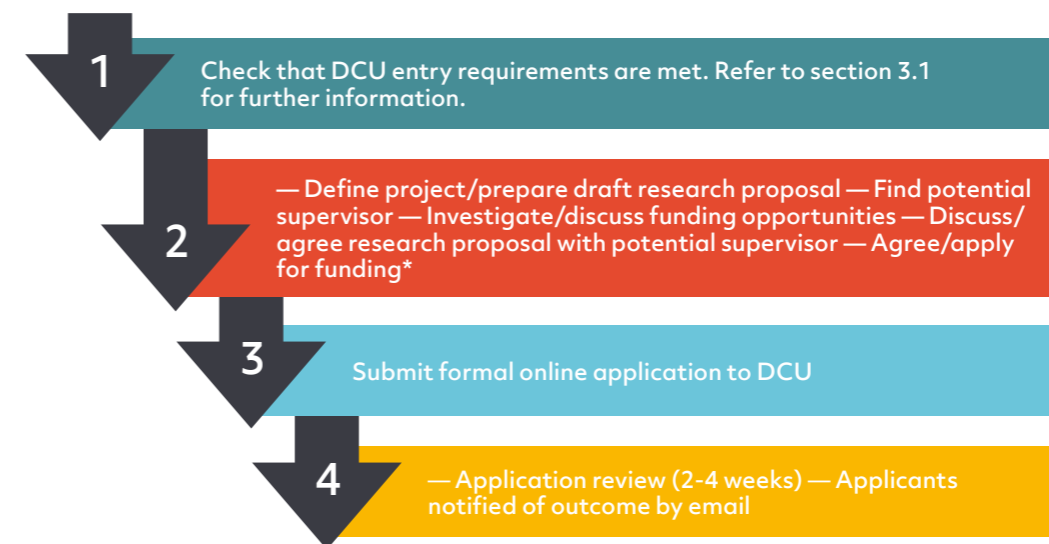 1
Check that DCU entry requirements are met. Refer to section 3.1
for further information.
2
— Define project/prepare draft research proposal — Find potential
supervisor — Investigate/discuss funding opportunities — Discuss/
agree research proposal with potential supervisor — Agree/apply
for funding*
3
Submit formal online application to DCU
4
— Application review (2-4 weeks) — Applicants
notified of outcome by email